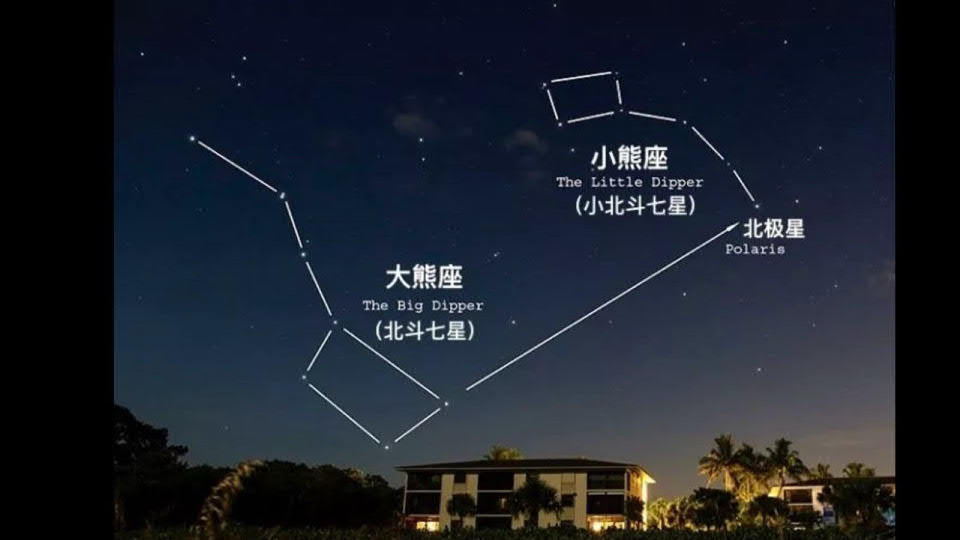 小熊座
The Little Dipper
(小北斗七星)
北极星
Polaris
大熊座
The Big Dipper
(北斗七星)